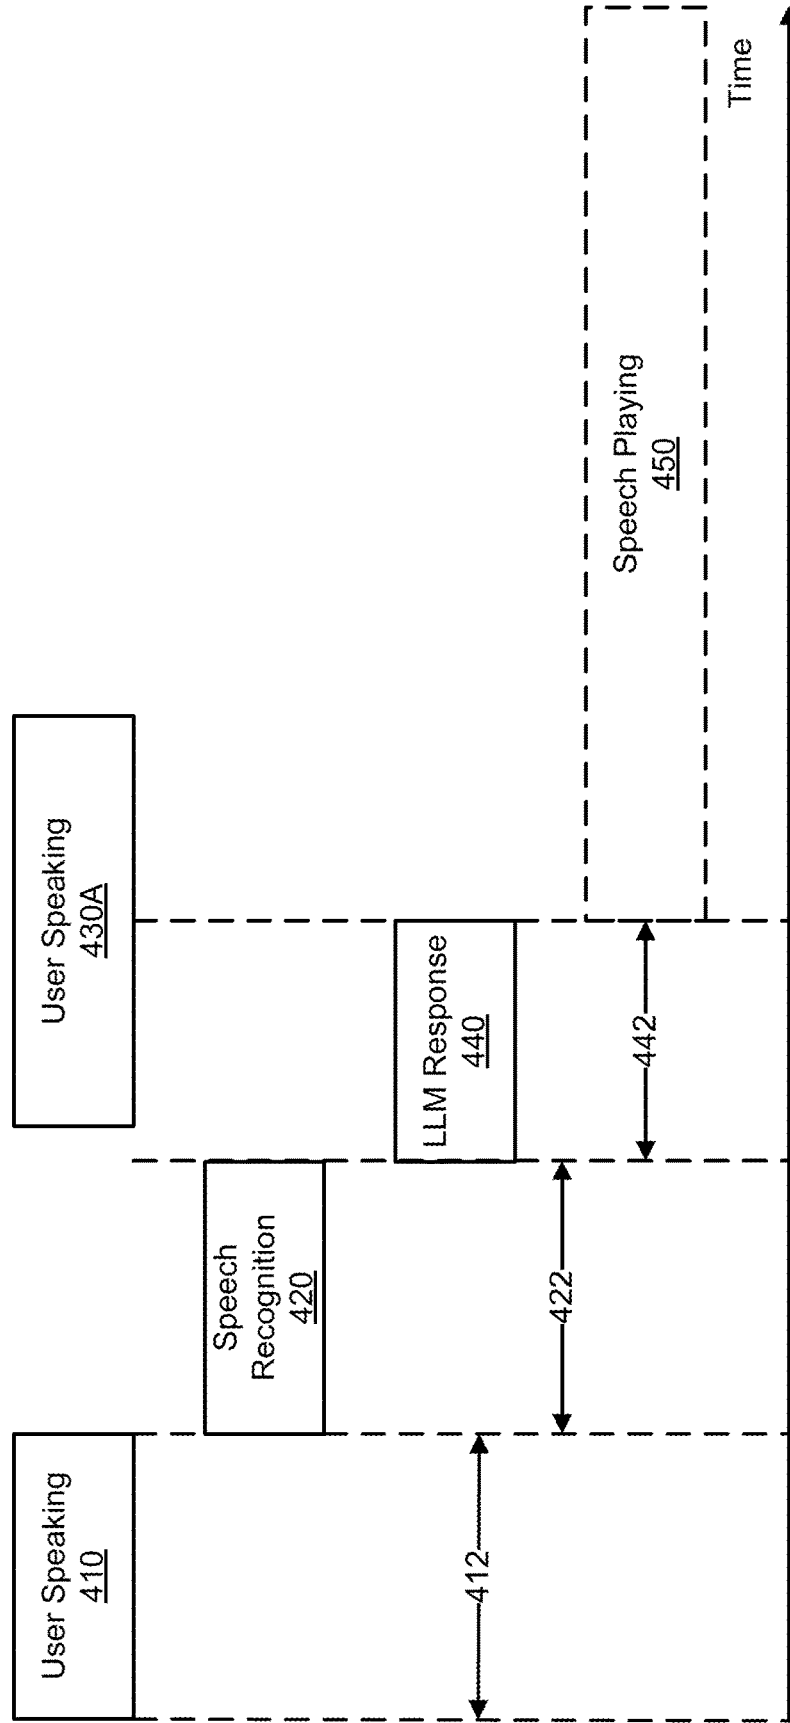 User Speaking
410
User Speaking
430A
Speech
Recognition
420
LLM Response
440
412
422
442
Speech Playing
450
Time